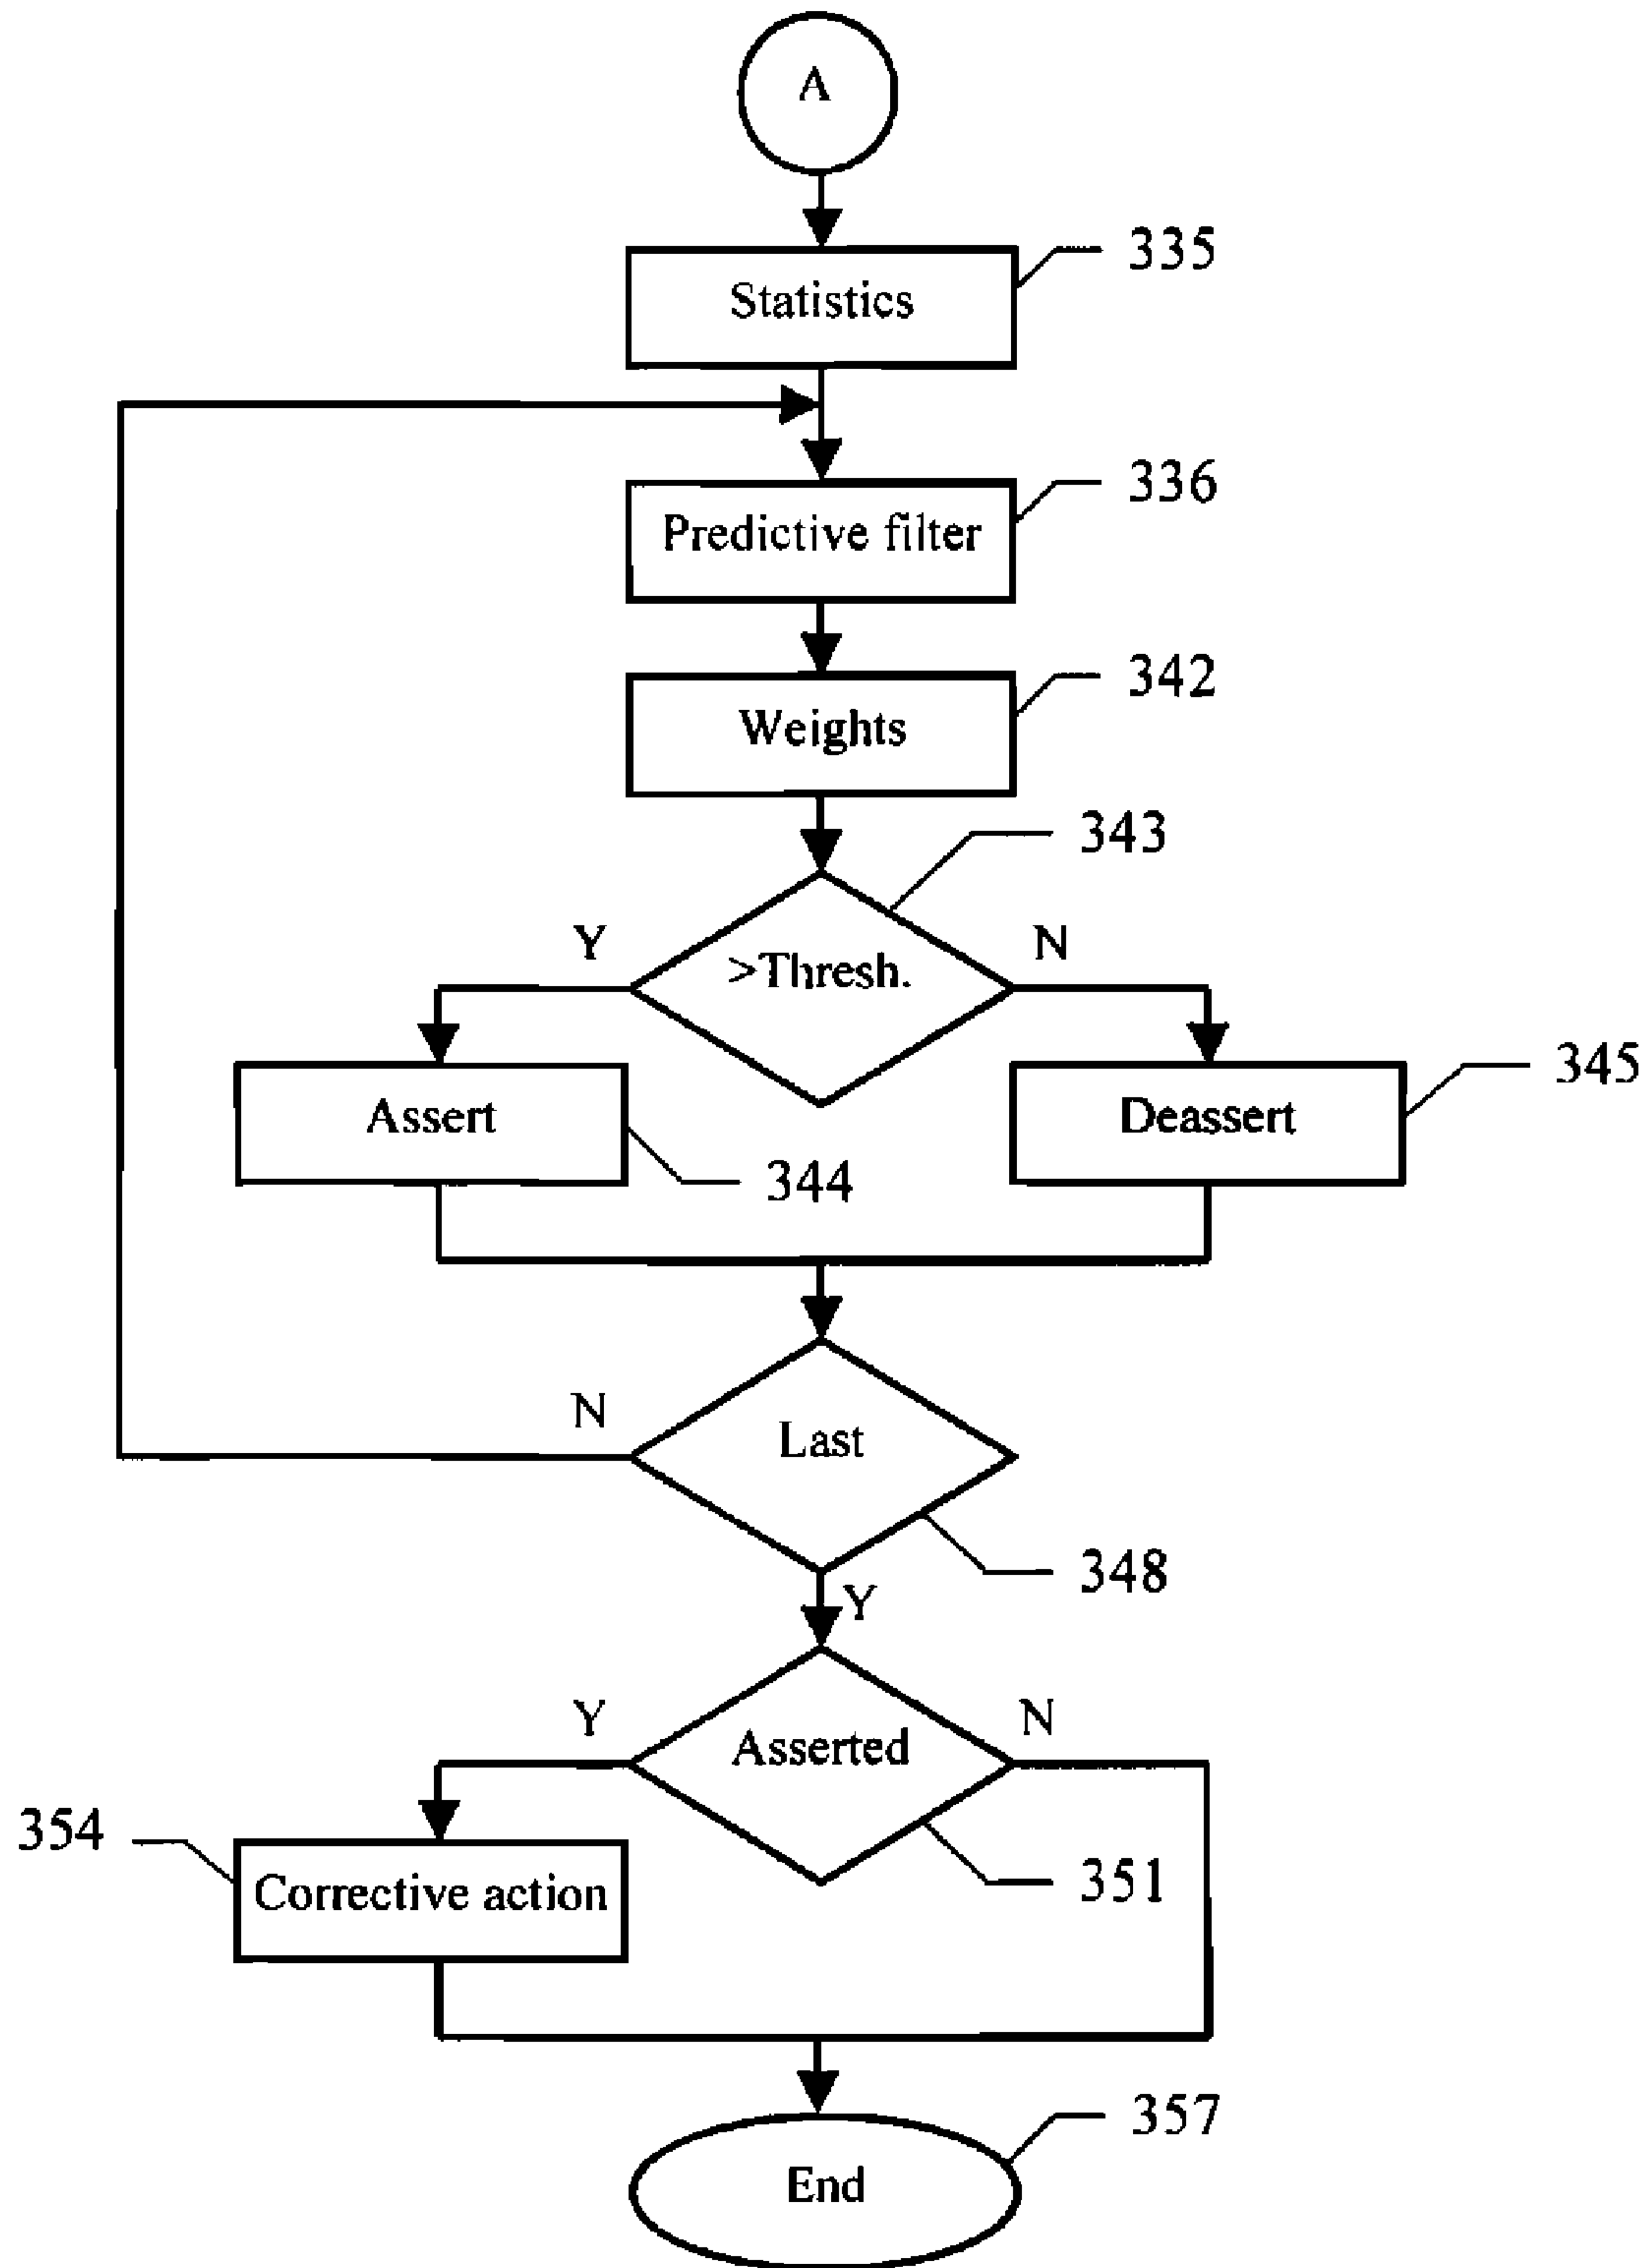 A
335
Statistics
336
Predictive filter
342
Weights
343
Y
N
>Thresh.
345
Assert
Deassert
344
N
Last
348
Y
Y
N
Asserted
354
351
Corrective action
357
End